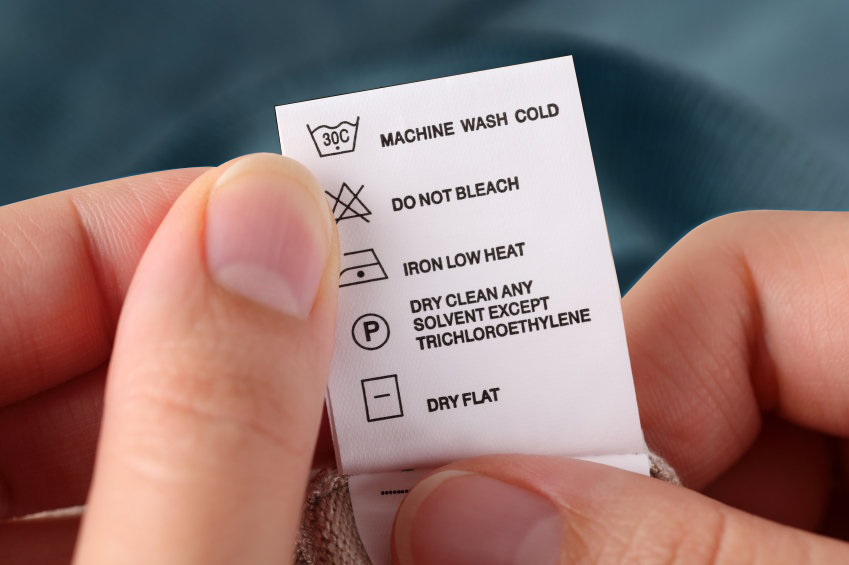 30C
MACHINE WASH COLD
DO NOT BLEACH
IRON LOW HEAT
P
DRY CLEAN ANY
SOLVENT EXCEPT
TRICHLOROETHYLENE
DRY FLAT